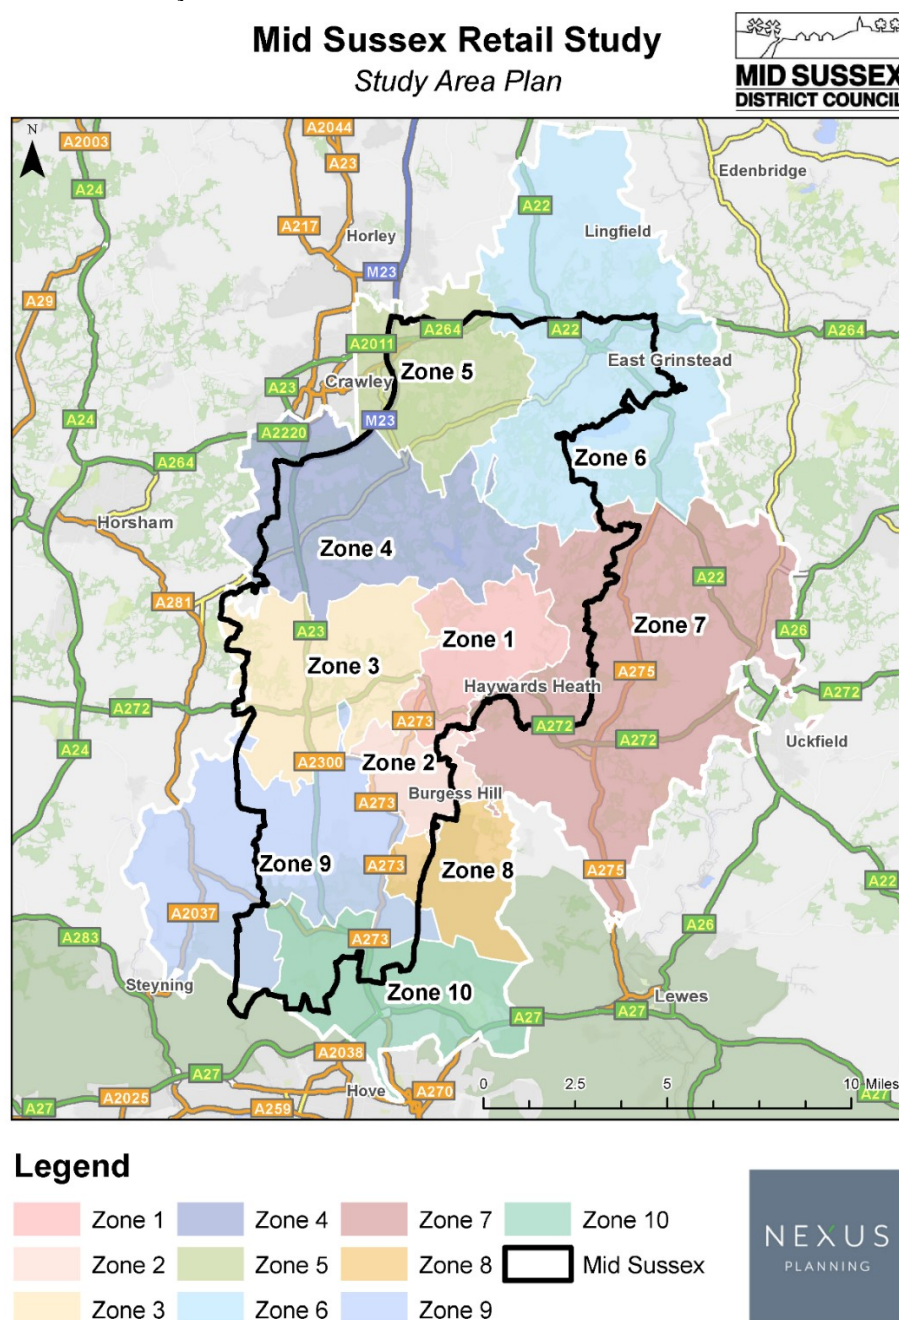 Mid Sussex Retail Study
Study Area Plan
MID SUSSEX
DISTRICT COUNCIL
N
A2003
A2044
A23
A24
Edenbridge
A22
A217
Horley
Lingfield
M23
A29
A2011
A264
A22
A264
East Grinstead
Zone 5
Crawley
A23
A24
M23
A2220
A264
Zone 6
Horsham
Zone 4
A22
A281
A23
Zone 1
Zone 7
A26
Zone 3
A275
Haywards Heath
A272
A272
A273
A272
A272
A24
Uckfield
A2300
Zone 2
Burgess Hill
A273
Zone 9
A273
Zone 8
A275
A22
A2037
A26
A283
A273
Steyning
Zone 10
Lewes
A27
A27
A2038
A27
0 2.5 5 10 Miles
Hove
A270
A2025
A27
A259
A27
Legend
Zone 1
Zone 4
Zone 7
Zone 10
Zone 2
Zone 5
Zone 8
Mid Sussex
Zone 3
Zone 6
Zone 9
NEXUS
PLANNING